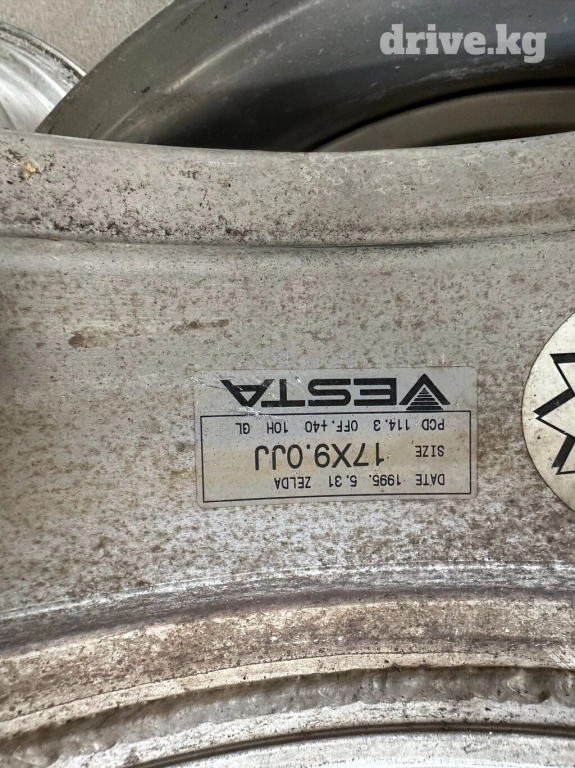 drive.kg
DATE 1995. 5.31 ZELDA
SIZE 17X9.0JJ
PCD 114.3 OFF.+40 10H GL
VESTA